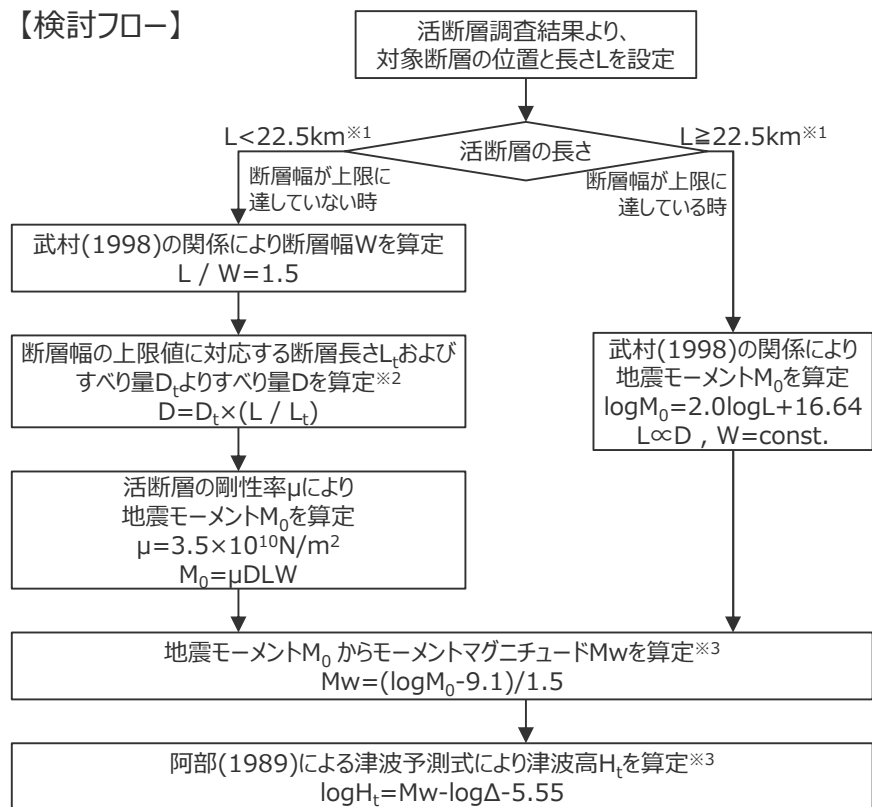 【検討フロー】
活断層調査結果より、
対象断層の位置と長さLを設定
L<22.5km※1
活断層の長さ
L≧22.5km※1
断層幅が上限に
達していない時
断層幅が上限に
達している時
武村(1998)の関係により断層幅Wを算定
L / W=1.5
断層幅の上限値に対応する断層長さLtおよび
すべり量Dtよりすべり量Dを算定※2
D=Dt×(L / Lt)
武村(1998)の関係により
地震モーメントM0を算定
logM0=2.0logL+16.64
L∝D , W=const.
活断層の剛性率μにより
地震モーメントM0を算定
μ=3.5×10¹⁰N/m²
M0=μDLW
地震モーメントM0 からモーメントマグニチュードMwを算定※3
Mw=(logM0-9.1)/1.5
阿部(1989)による津波予測式により津波高Htを算定※3
logHt=Mw-logΔ-5.55